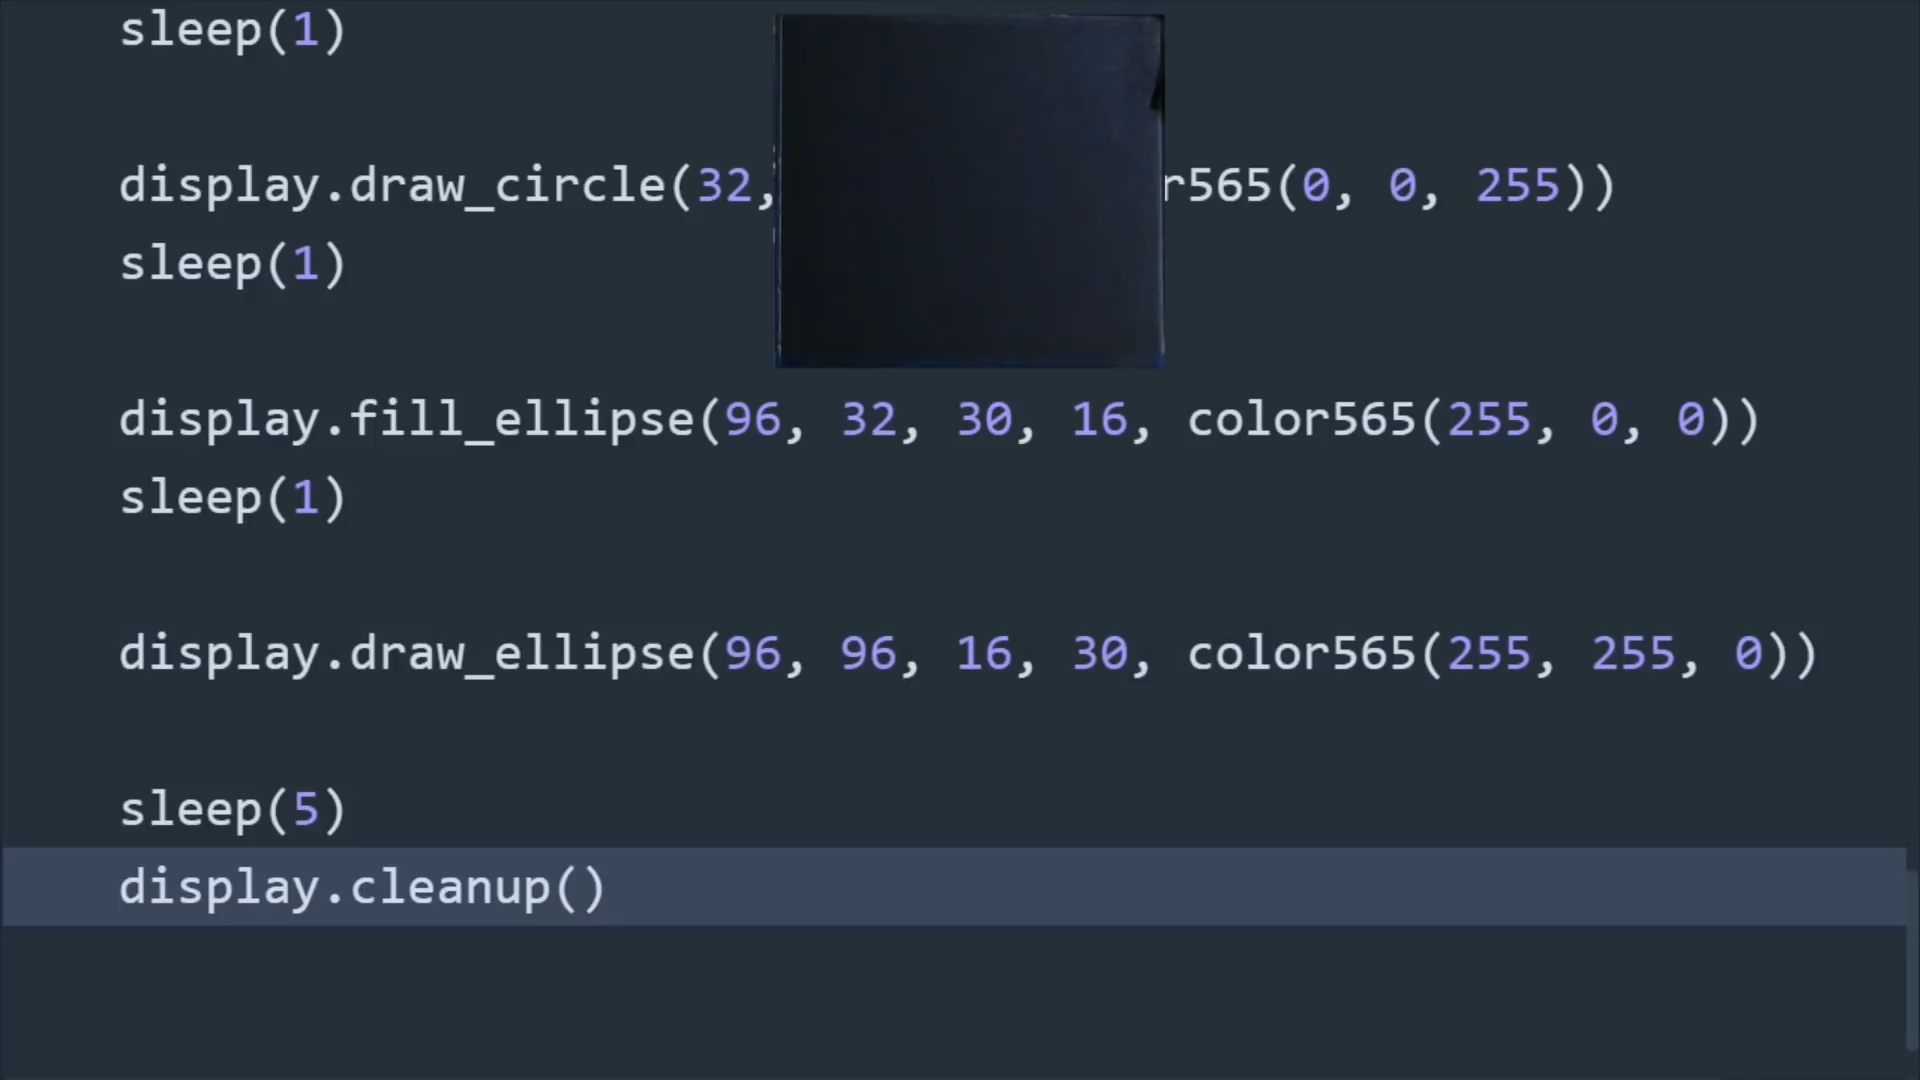 sleep(1)
display.draw_circle(32, r565(0, 0, 255))
sleep(1)
display.fill_ellipse(96, 32, 30, 16, color565(255, 0, 0))
sleep(1)
display.draw_ellipse(96, 96, 16, 30, color565(255, 255, 0))
sleep(5)
display.cleanup()